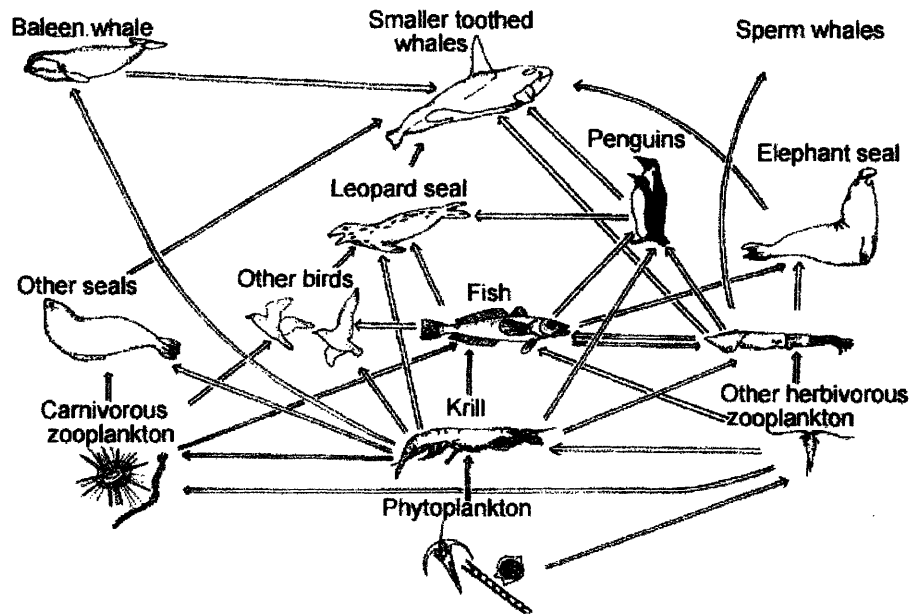 Baleen whale
Smaller toothed
whales
Sperm whales
Penguins
Elephant seal
Leopard seal
Other seals
Other birds
Fish
Carnivorous
zooplankton
Krill
Other herbivorous
zooplankton
Phytoplankton